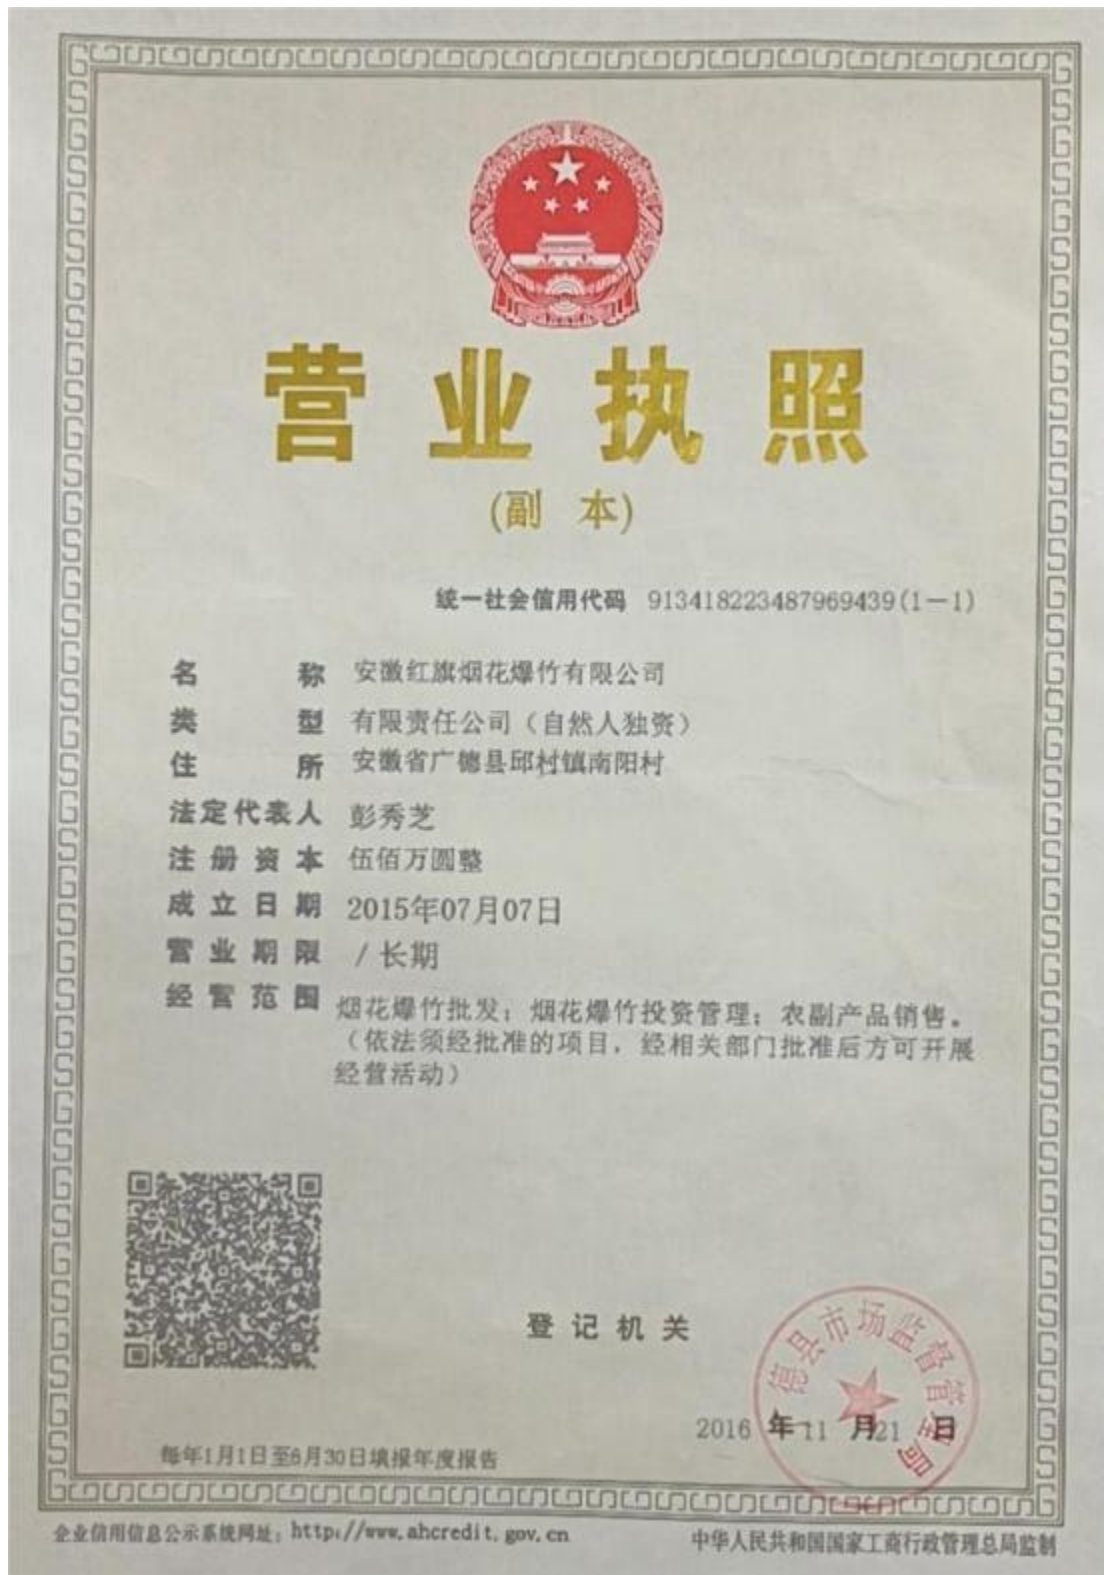 营业执照
(副 本)
统一社会信用代码 913418223487969439(1-1)
名 称 安徽红旗烟花爆竹有限公司
类 型 有限责任公司（自然人独资）
住 所 安徽省广德县邱村镇南阳村
法定代表人 彭秀芝
注册资本 伍佰万圆整
成立日期 2015年07月07日
营业期限 / 长期
经营范围 烟花爆竹批发；烟花爆竹投资管理；农副产品销售。
（依法须经批准的项目，经相关部门批准后方可开展
经营活动）
登记机关
德县市场监督管理局
2016 年 11 月 21 日
每年1月1日至6月30日填报年度报告
企业信用信息公示系统网址：http://www.ahcredit.gov.cn
中华人民共和国国家工商行政管理总局监制